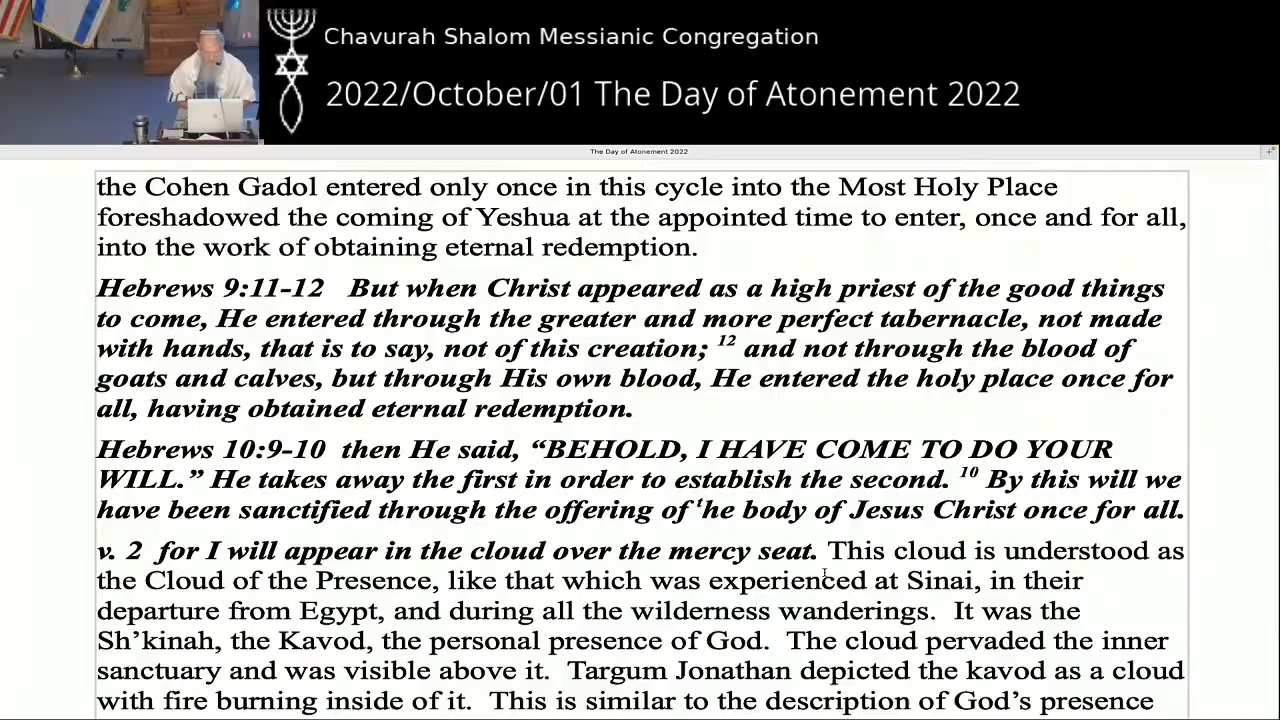 Chavurah Shalom Messianic Congregation
2022/October/01 The Day of Atonement 2022
The Day of Atonement 2022
the Cohen Gadol entered only once in this cycle into the Most Holy Place
foreshadowed the coming of Yeshua at the appointed time to enter, once and for all,
into the work of obtaining eternal redemption.
Hebrews 9:11-12 But when Christ appeared as a high priest of the good things
to come, He entered through the greater and more perfect tabernacle, not made
with hands, that is to say, not of this creation; 12 and not through the blood of
goats and calves, but through His own blood, He entered the holy place once for
all, having obtained eternal redemption.
Hebrews 10:9-10 then He said, “BEHOLD, I HAVE COME TO DO YOUR
WILL.” He takes away the first in order to establish the second. 10 By this will we
have been sanctified through the offering of the body of Jesus Christ once for all.
v. 2 for I will appear in the cloud over the mercy seat. This cloud is understood as
the Cloud of the Presence, like that which was experienced at Sinai, in their
departure from Egypt, and during all the wilderness wanderings. It was the
Sh’kinah, the Kavod, the personal presence of God. The cloud pervaded the inner
sanctuary and was visible above it. Targum Jonathan depicted the kavod as a cloud
with fire burning inside of it. This is similar to the description of God’s presence